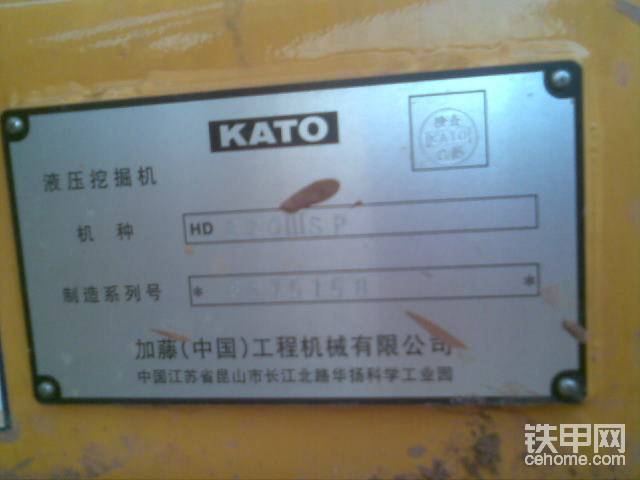 KATO
KATO
液压挖掘机
机种 HD SP
制造系列号 * *
加藤(中国)工程机械有限公司
中国江苏省昆山市长江北路华扬科学工业园
铁甲网
cehome.com